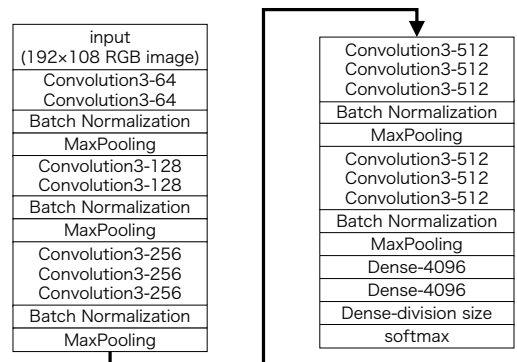 input
(192×108 RGB image)
Convolution3-64
Convolution3-64
Batch Normalization
MaxPooling
Convolution3-128
Convolution3-128
Batch Normalization
MaxPooling
Convolution3-256
Convolution3-256
Convolution3-256
Batch Normalization
MaxPooling
Convolution3-512
Convolution3-512
Convolution3-512
Batch Normalization
MaxPooling
Convolution3-512
Convolution3-512
Convolution3-512
Batch Normalization
MaxPooling
Dense-4096
Dense-4096
Dense-division size
softmax